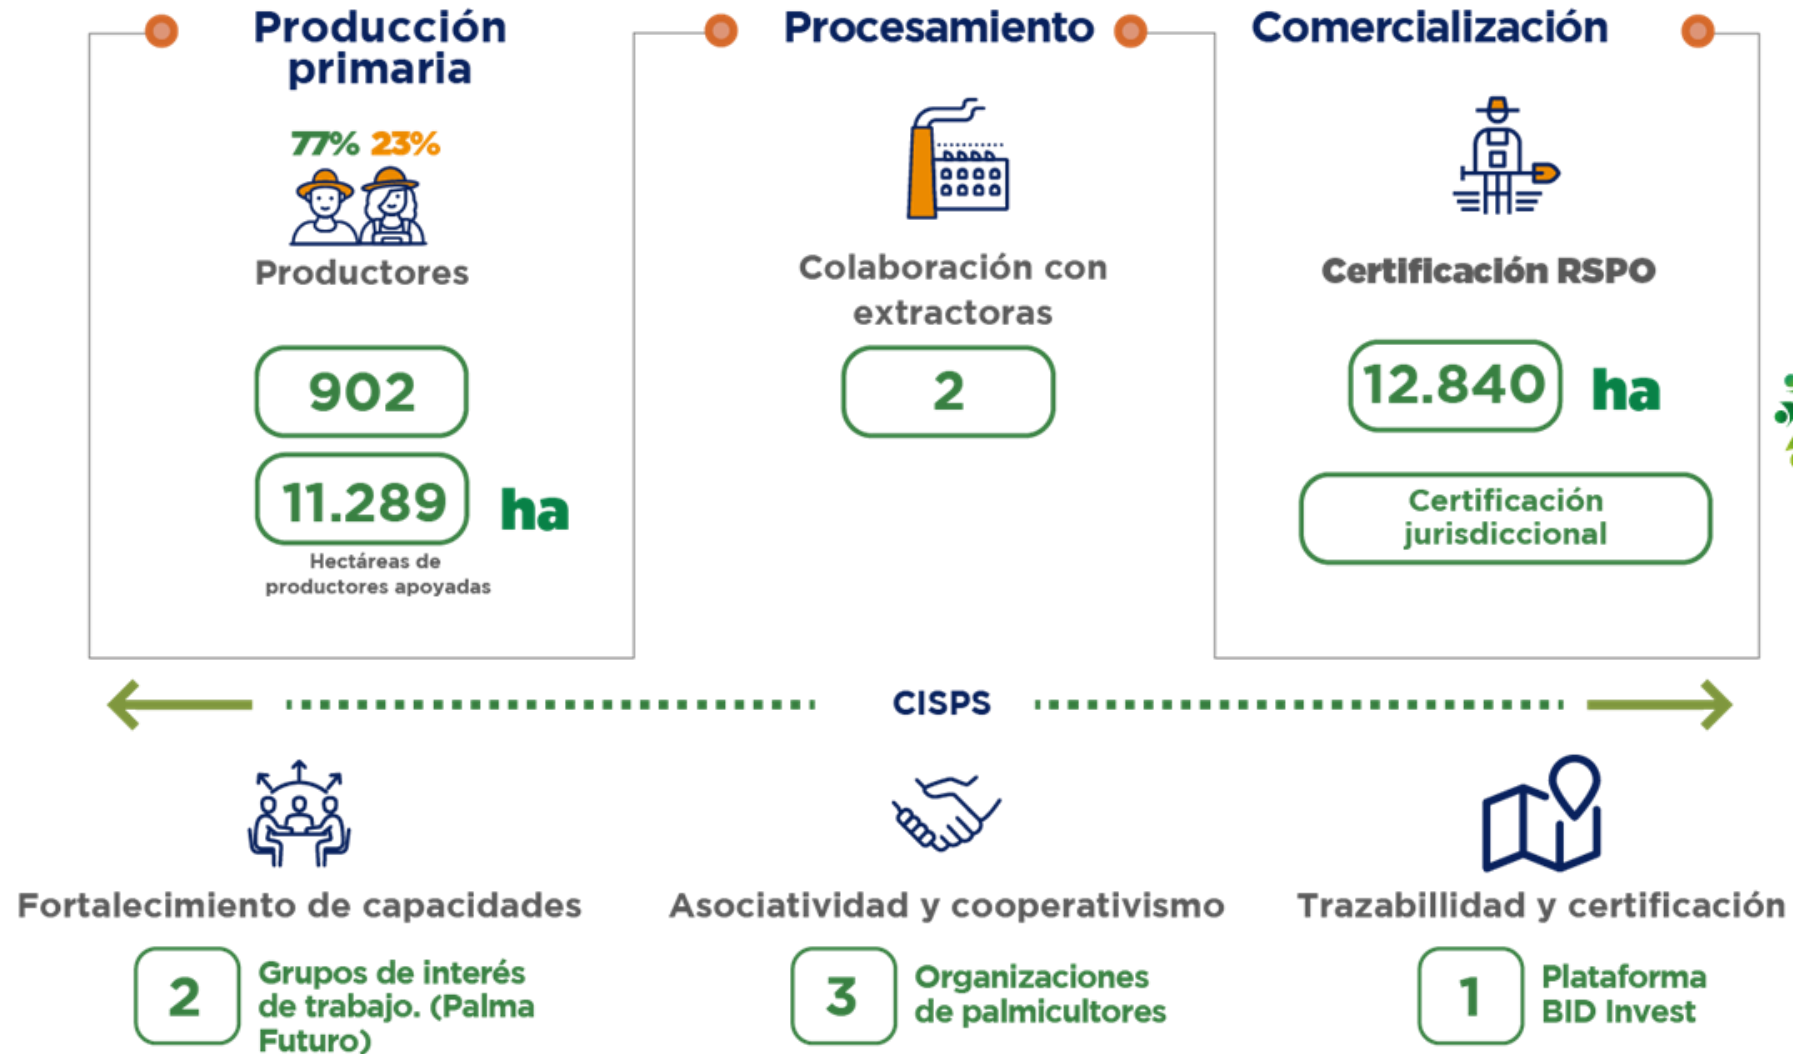 Producción
primaria
77% 23%
Productores
902
11.289 ha
Hectáreas de
productores apoyadas
Procesamiento
Colaboración con
extractoras
2
Comercialización
Certificación RSPO
12.840 ha
Certificación
jurisdiccional
CISPS
Fortalecimiento de capacidades
2
Grupos de interés
de trabajo. (Palma
Futuro)
Asociatividad y cooperativismo
3
Organizaciones
de palmicultores
Trazabillidad y certificación
1
Plataforma
BID Invest